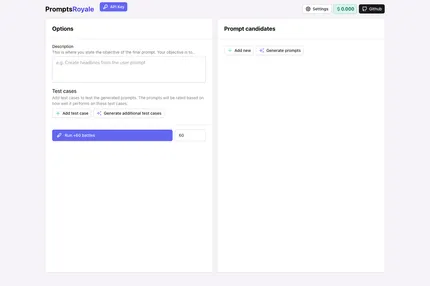 PromptsRoyale
API Key
Settings
$ 0.000
Github
Options
Description
This is where you state the objective of the final prompt. Your objective is to...
e.g. Create headlines from the user prompt
Test cases
Add test cases to test the generated prompts. The prompts will be rated based on
how well it performs on those test cases.
Add test case
Generate additional test cases
Run +60 battles
60
Prompt candidates
Add new
Generate prompts